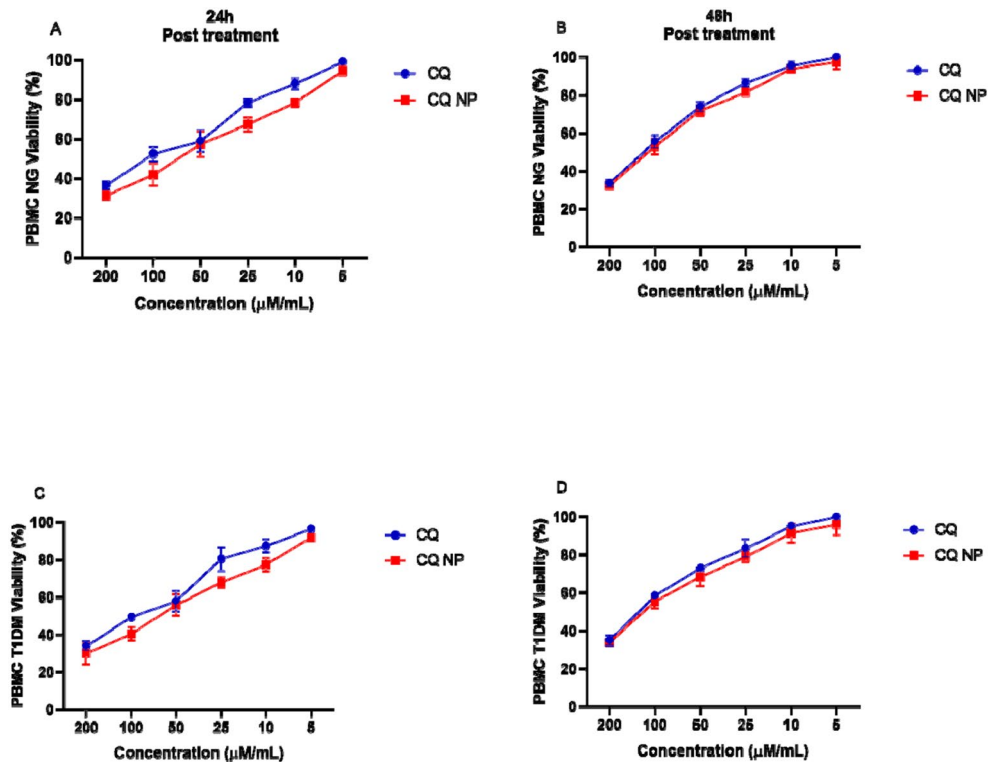 A
24h
Post treatment
PBMC NG Viability (%)
100
80
60
40
20
0
200 100 50 25 10 5
Concentration (μM/mL)
CQ
CQ NP
B
48h
Post treatment
PBMC NG Viability (%)
100
80
60
40
20
0
200 100 50 25 10 5
Concentration (μM/mL)
CQ
CQ NP
C
PBMC T1DM Viability (%)
100
80
60
40
20
0
200 100 50 25 10 5
Concentration (μM/mL)
CQ
CQ NP
D
PBMC T1DM Viability (%)
100
80
60
40
20
0
200 100 50 25 10 5
Concentration (μM/mL)
CQ
CQ NP